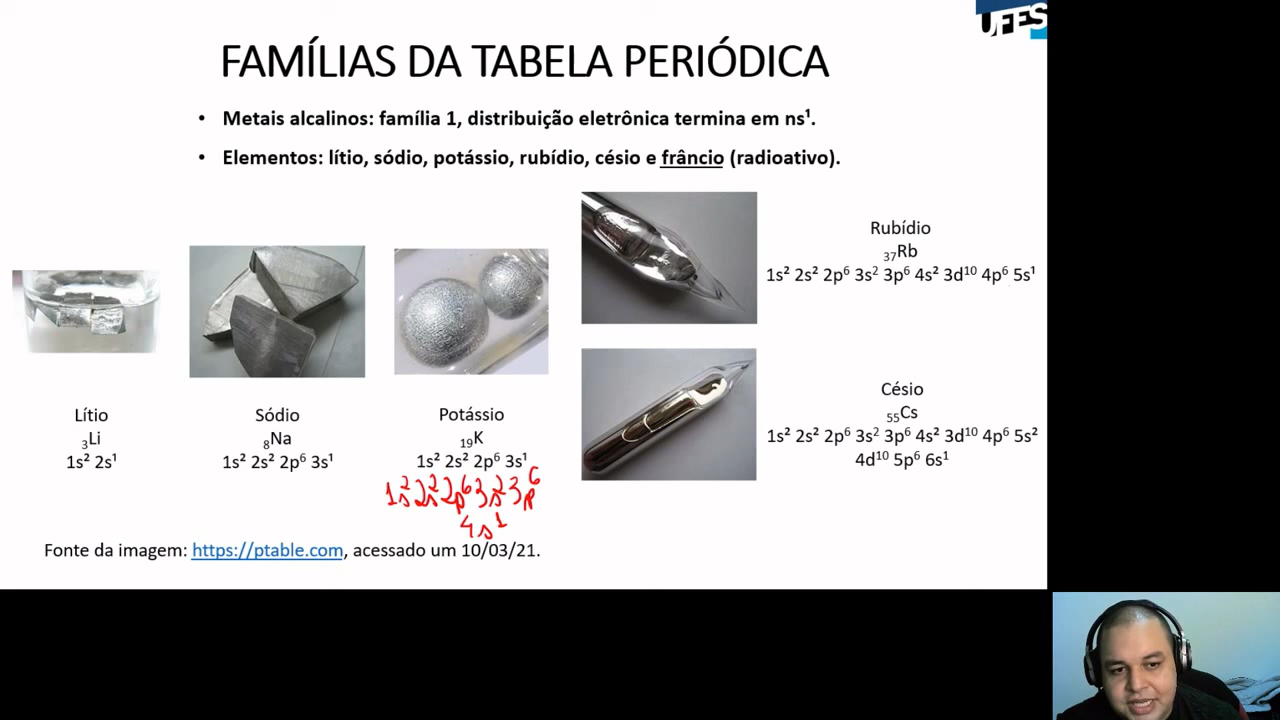 UFES
FAMÍLIAS DA TABELA PERIÓDICA
• Metais alcalinos: família 1, distribuição eletrônica termina em ns¹.
• Elementos: lítio, sódio, potássio, rubídio, césio e frâncio (radioativo).
Rubídio
₃₇Rb
1s² 2s² 2p⁶ 3s² 3p⁶ 4s² 3d¹⁰ 4p⁶ 5s¹
Lítio
₃Li
1s² 2s¹
Sódio
₈Na
1s² 2s² 2p⁶ 3s¹
Potássio
₁₉K
1s² 2s² 2p⁶ 3s¹
1s² 2s² 2p⁶ 3s² 3p⁶
4s¹
Césio
₅₅Cs
1s² 2s² 2p⁶ 3s² 3p⁶ 4s² 3d¹⁰ 4p⁶ 5s²
4d¹⁰ 5p⁶ 6s¹
Fonte da imagem: https://ptable.com, acessado um 10/03/21.